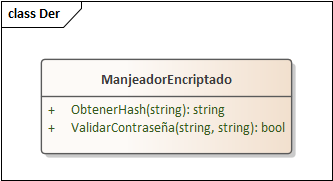 class Der
ManjeadorEncriptado
+ ObtenerHash(string): string
+ ValidarContraseña(string, string): bool